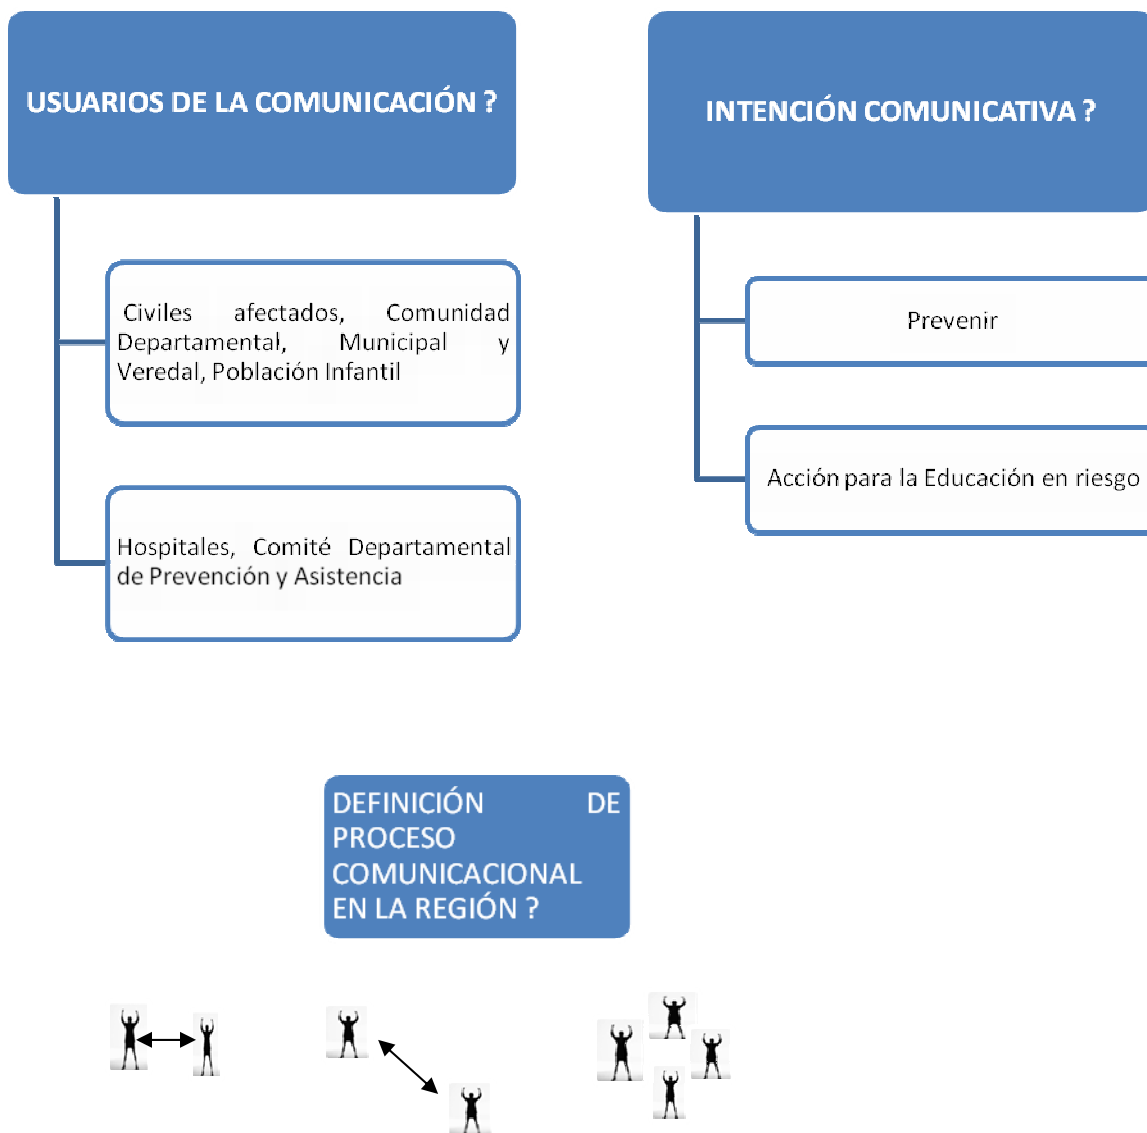 USUARIOS DE LA COMUNICACIÓN ?
Civiles afectados, Comunidad
Departamental, Municipal y
Veredal, Población Infantil
Hospitales, Comité Departamental
de Prevención y Asistencia
INTENCIÓN COMUNICATIVA ?
Prevenir
Acción para la Educación en riesgo
DEFINICIÓN DE
PROCESO
COMUNICACIONAL
EN LA REGIÓN ?